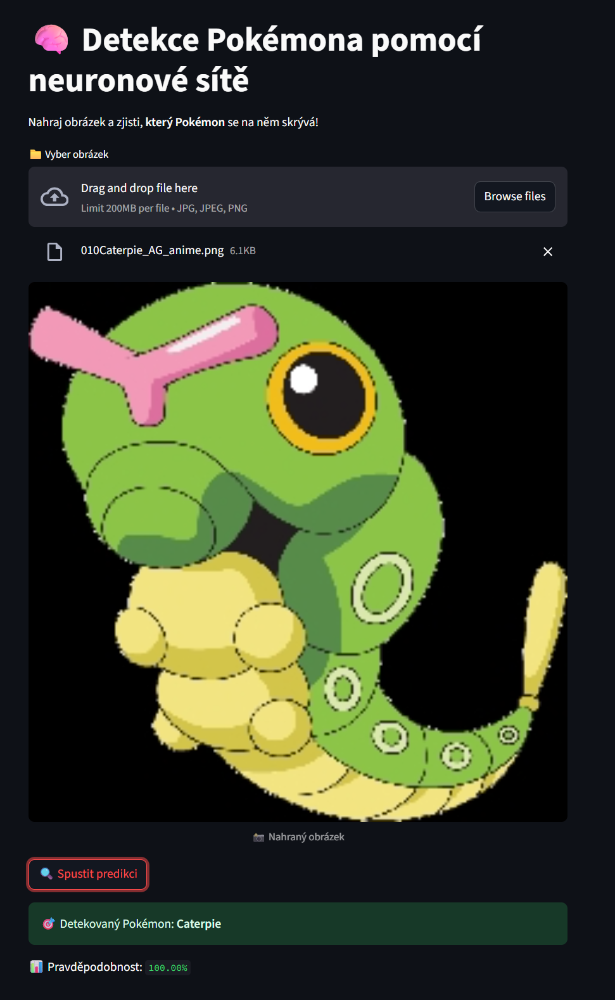 🧠 Detekce Pokémona pomocí
neuronové sítě
Nahraj obrázek a zjisti, který Pokémon se na něm skrývá!
📁 Vyber obrázek
Drag and drop file here
Limit 200MB per file • JPG, JPEG, PNG
Browse files
010Caterpie_AG_anime.png 6.1KB
📷 Nahraný obrázek
🔍 Spustit predikci
🎯 Detekovaný Pokémon: Caterpie
📊 Pravděpodobnost: 100.00%